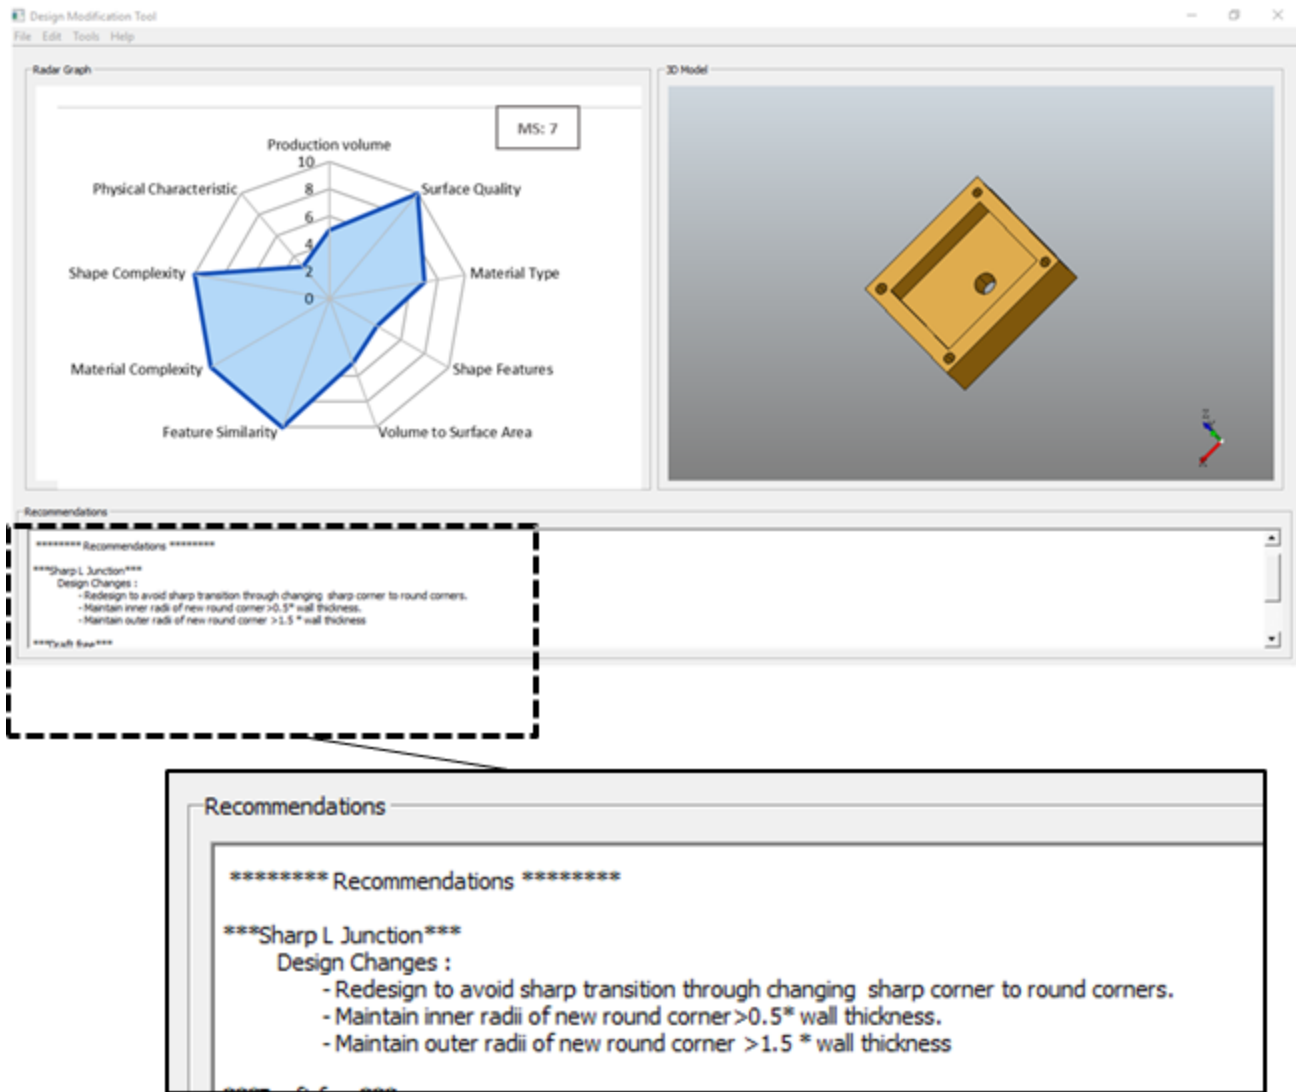 Design Modification Tool
File Edit Tools Help
Radar Graph
MS: 7
Production volume
Surface Quality
Material Type
Shape Features
Volume to Surface Area
Feature Similarity
Material Complexity
Shape Complexity
Physical Characteristic
10
8
6
4
2
0
3D Model
Recommendations
******** Recommendations ********
***Sharp L Junction***
Design Changes :
- Redesign to avoid sharp transition through changing sharp corner to round corners.
- Maintain inner radii of new round corner >0.5* wall thickness.
- Maintain outer radii of new round corner >1.5 * wall thickness
***Draft free***
Recommendations
******** Recommendations ********
***Sharp L Junction***
Design Changes :
- Redesign to avoid sharp transition through changing  sharp corner to round corners.
- Maintain inner radii of new round corner>0.5* wall thickness.
- Maintain outer radii of new round corner >1.5 * wall thickness